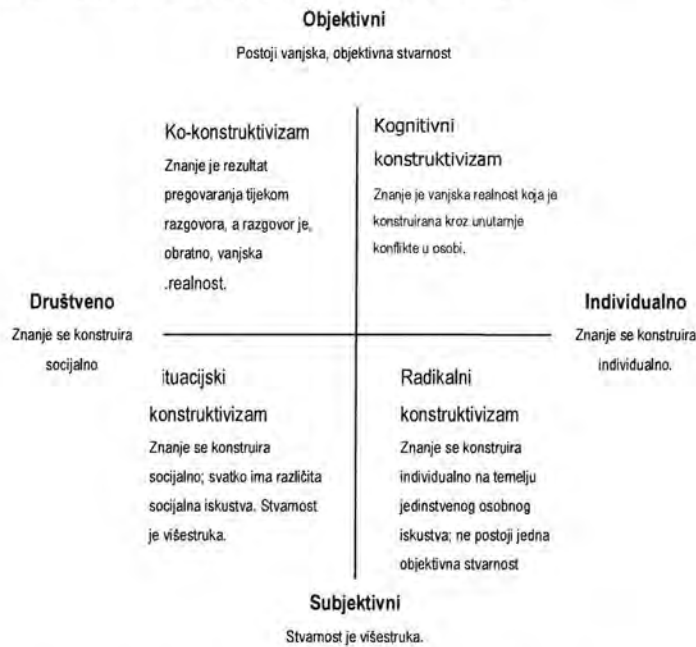 Objektivni
Postoji vanjska, objektivna stvarnost
Ko-konstruktivizam
Znanje je rezultat
pregovaranja tijekom
razgovora, a razgovor je,
obratno, vanjska
.realnost.
Kognitivni
konstruktivizam
Znanje je vanjska realnost koja je
konstruirana kroz unutarnje
konflikte u osobi.
Društveno
Znanje se konstruira
socijalno
Individualno
Znanje se konstruira
individualno.
ituacijski
konstruktivizam
Znanje se konstruira
socijalno; svatko ima različita
socijalna iskustva. Stvarnost
je višestruka.
Radikalni
konstruktivizam
Znanje se konstruira
individualno na temelju
jedinstvenog osobnog
iskustva; ne postoji jedna
objektivna stvarnost
Subjektivni
Stvarnost je višestruka.